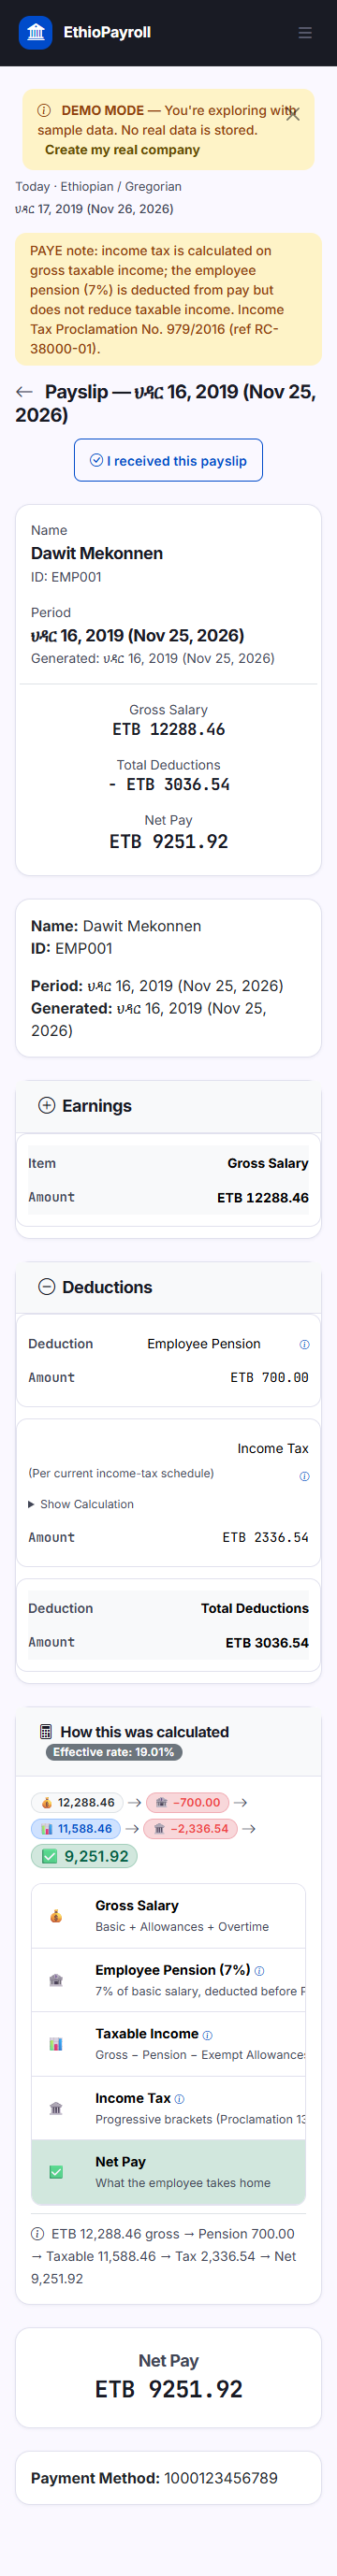 EthioPayroll
DEMO MODE — You're exploring with
sample data. No real data is stored.
Create my real company
Today · Ethiopian / Gregorian
ህዳር 17, 2019 (Nov 26, 2026)
PAYE note: income tax is calculated on
gross taxable income; the employee
pension (7%) is deducted from pay but
does not reduce taxable income. Income
Tax Proclamation No. 979/2016 (ref RC-
38000-01).
Payslip — ህዳር 16, 2019 (Nov 25,
2026)
I received this payslip
Name
Dawit Mekonnen
ID: EMP001
Period
ህዳር 16, 2019 (Nov 25, 2026)
Generated: ህዳር 16, 2019 (Nov 25, 2026)
Gross Salary
ETB 12288.46
Total Deductions
- ETB 3036.54
Net Pay
ETB 9251.92
Name: Dawit Mekonnen
ID: EMP001
Period: ህዳር 16, 2019 (Nov 25, 2026)
Generated: ህዳር 16, 2019 (Nov 25,
2026)
Earnings
Item Gross Salary
Amount ETB 12288.46
Deductions
Deduction Employee Pension
Amount ETB 700.00
Income Tax
(Per current income-tax schedule)
Show Calculation
Amount ETB 2336.54
Deduction Total Deductions
Amount ETB 3036.54
How this was calculated
Effective rate: 19.01%
12,288.46 → −700.00 →
11,588.46 → −2,336.54 →
9,251.92
Gross Salary
Basic + Allowances + Overtime
Employee Pension (7%)
7% of basic salary, deducted before
Taxable Income
Gross − Pension − Exempt Allowances
Income Tax
Progressive brackets (Proclamation 13
Net Pay
What the employee takes home
ETB 12,288.46 gross → Pension 700.00
→ Taxable 11,588.46 → Tax 2,336.54 → Net
9,251.92
Net Pay
ETB 9251.92
Payment Method: 1000123456789